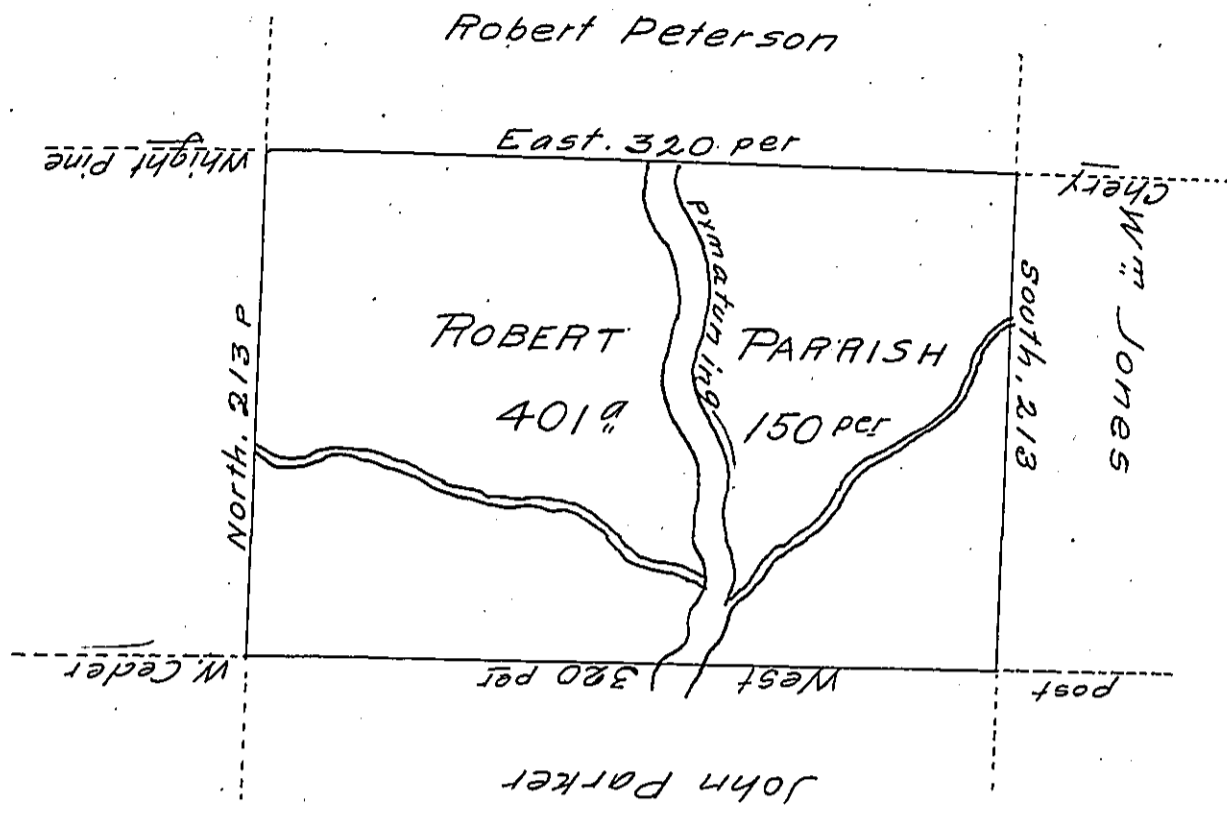 Robert Peterson
East. 320. per
Whight Pine
Chery
Wm Jones
South, 213
North. 213 P
pymatuning
ROBERT PARRISH
401 a 150 per
W. Ceder
West 320 per
post
John Parker